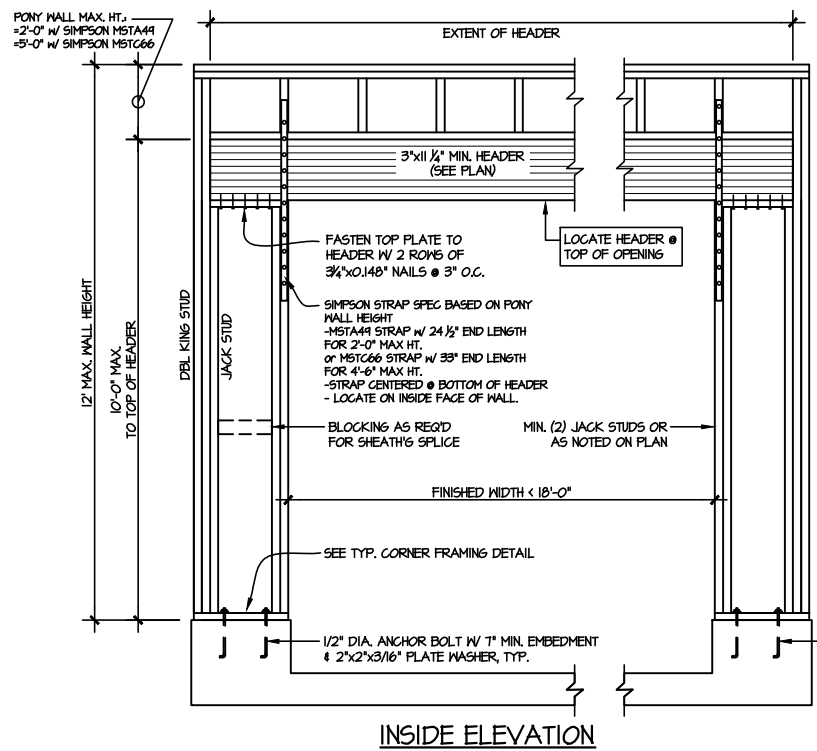 PONY WALL MAX. HT.:
=2'-0" W/ SIMPSON MSTA49
=5'-0" W/ SIMPSON MSTC66
EXTENT OF HEADER
3"x11 1/4" MIN. HEADER
(SEE PLAN)
FASTEN TOP PLATE TO
HEADER W/ 2 ROWS OF
3 1/4"x0.148" NAILS @ 3" O.C.
LOCATE HEADER @
TOP OF OPENING
SIMPSON STRAP SPEC BASED ON PONY
WALL HEIGHT
-MSTA49 STRAP W/ 24 1/2" END LENGTH
FOR 2'-0" MAX HT.
or MSTC66 STRAP W/ 33" END LENGTH
FOR 4'-6" MAX HT.
-STRAP CENTERED @ BOTTOM OF HEADER
- LOCATE ON INSIDE FACE OF WALL.
12' MAX. WALL HEIGHT
10'-0" MAX.
TO TOP OF HEADER
DBL KING STUD
JACK STUD
BLOCKING AS REQ'D
FOR SHEATH'G SPLICE
MIN. (2) JACK STUDS OR
AS NOTED ON PLAN
FINISHED WIDTH < 18'-0"
SEE TYP. CORNER FRAMING DETAIL
1/2" DIA. ANCHOR BOLT W/ 7" MIN. EMBEDMENT
& 2"x2"x3/16" PLATE WASHER, TYP.
INSIDE ELEVATION